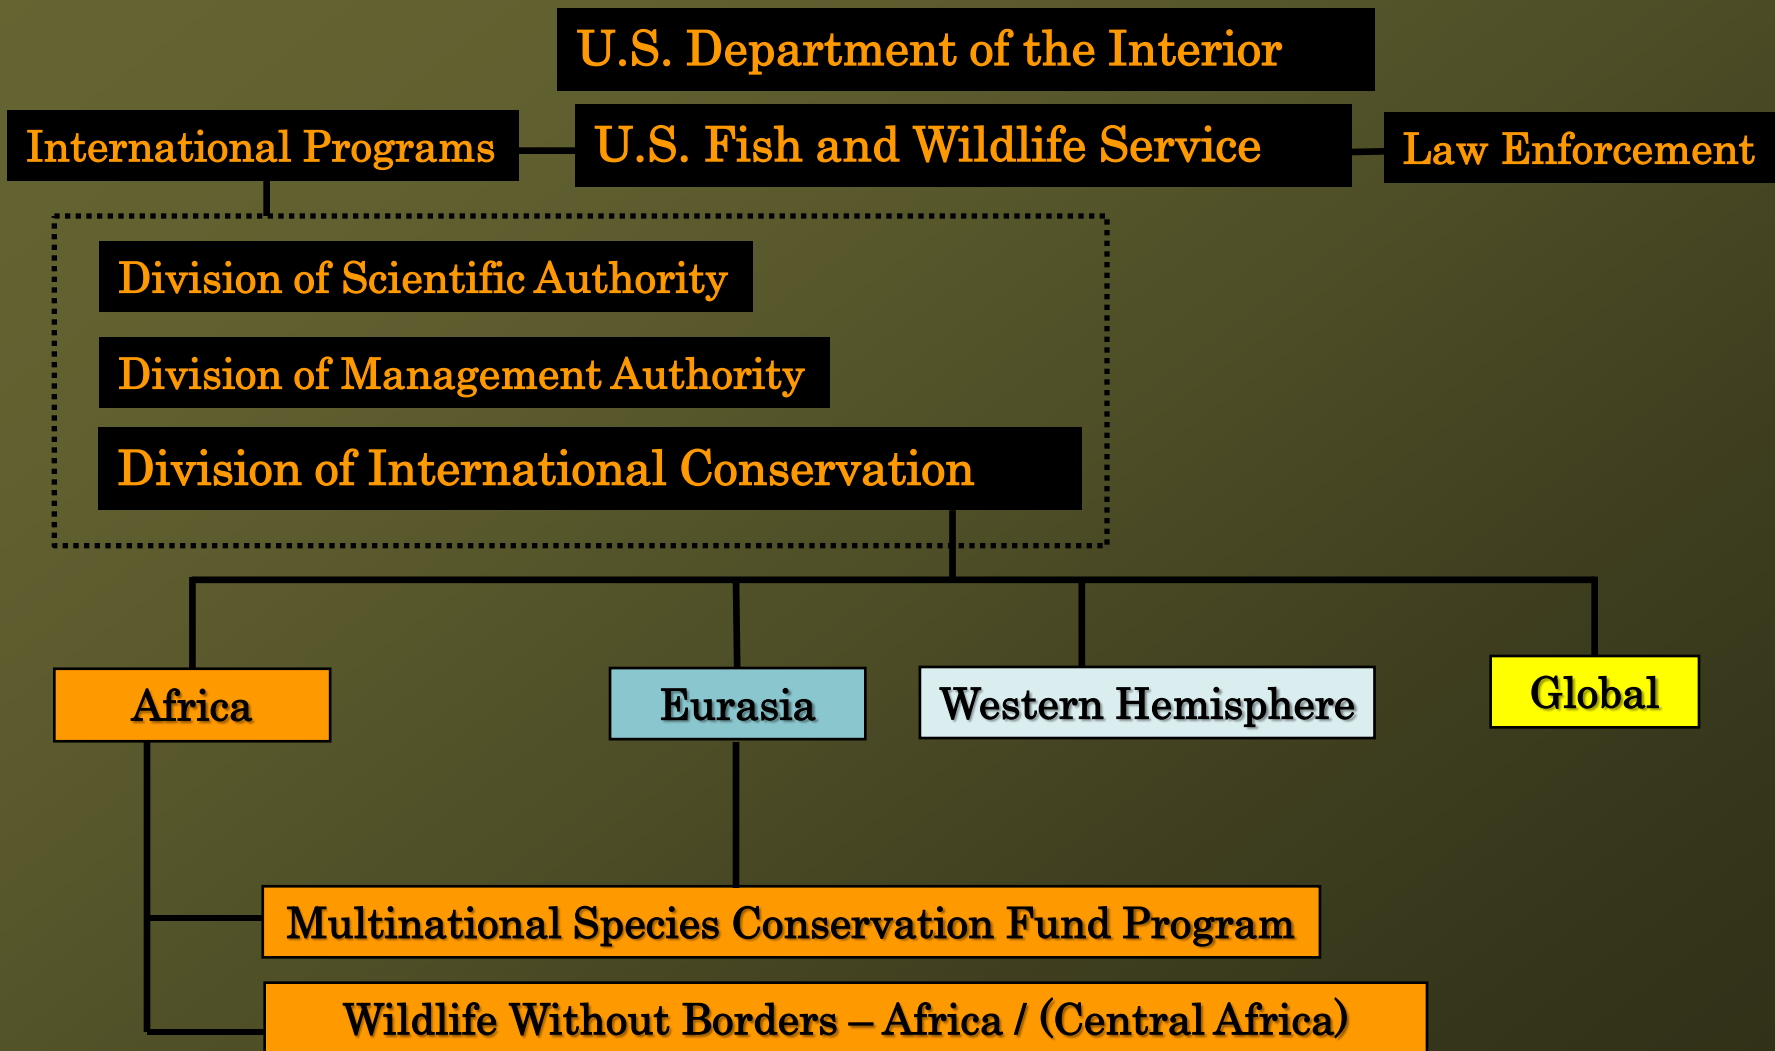 U.S. Department of the Interior
International Programs
U.S. Fish and Wildlife Service
Law Enforcement
Division of Scientific Authority
Division of Management Authority
Division of International Conservation
Africa
Eurasia
Western Hemisphere
Global
Multinational Species Conservation Fund Program
Wildlife Without Borders – Africa / (Central Africa)